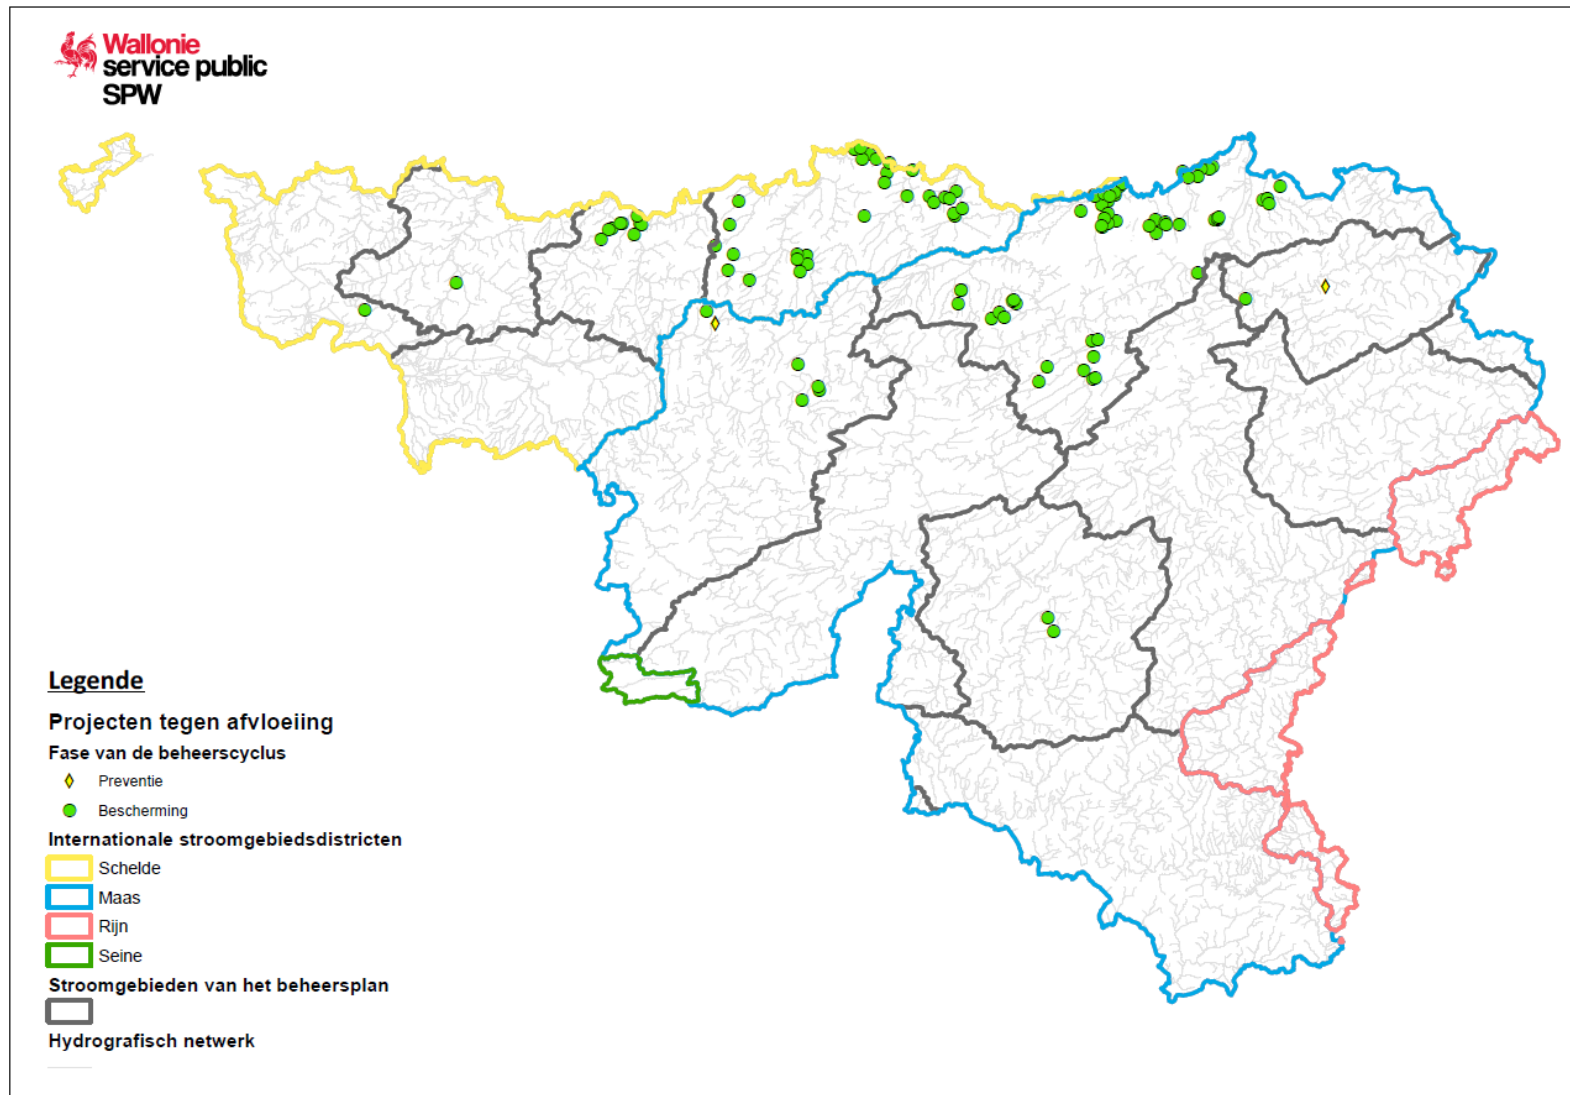 Wallonie
service public
SPW
Legende
Projecten tegen afvloeiing
Fase van de beheerscyclus
Preventie
Bescherming
Internationale stroomgebiedsdistricten
Schelde
Maas
Rijn
Seine
Stroomgebieden van het beheersplan
Hydrografisch netwerk